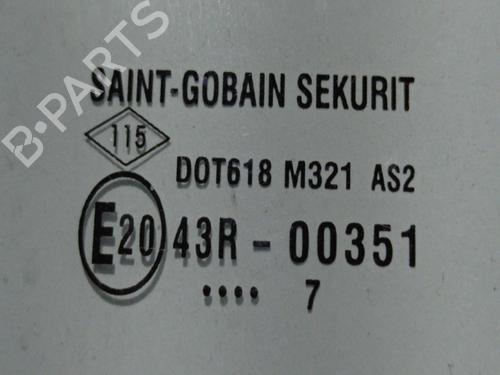 B-PARTS
SAINT-GOBAIN SEKURIT
115
DOT618 M321 AS2
E20 43R - 00351
.... 7